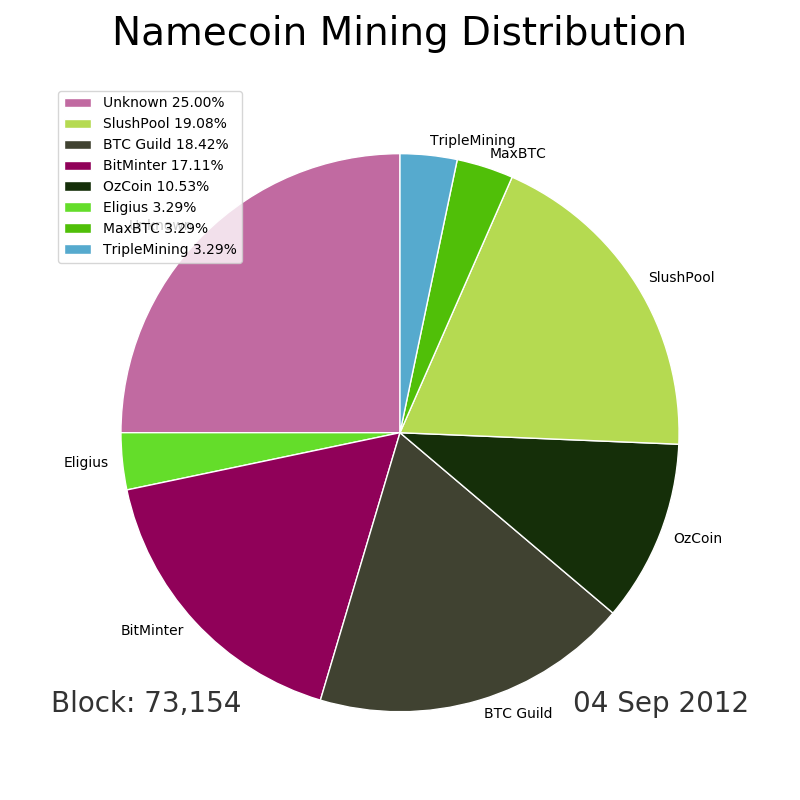 Namecoin Mining Distribution
Unknown 25.00%
SlushPool 19.08%
BTC Guild 18.42%
BitMinter 17.11%
OzCoin 10.53%
Eligius 3.29%
MaxBTC 3.29%
TripleMining 3.29%
TripleMining
MaxBTC
SlushPool
Eligius
OzCoin
BitMinter
BTC Guild
Block: 73,154
04 Sep 2012